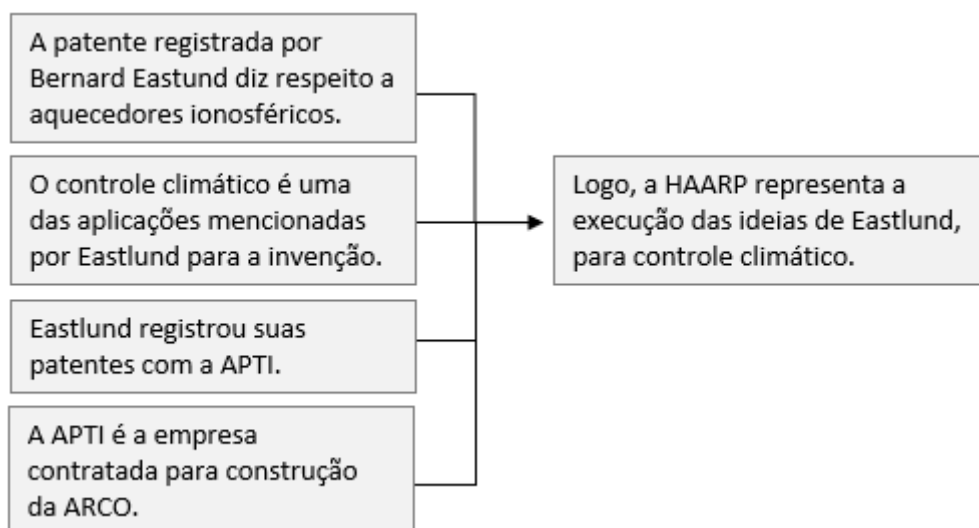 A patente registrada por
Bernard Eastund diz respeito a
aquecedores ionosféricos.
O controle climático é uma
das aplicações mencionadas
por Eastlund para a invenção.
Eastlund registrou suas
patentes com a APTI.
A APTI é a empresa
contratada para construção
da ARCO.
Logo, a HAARP representa a
execução das ideias de Eastlund,
para controle climático.